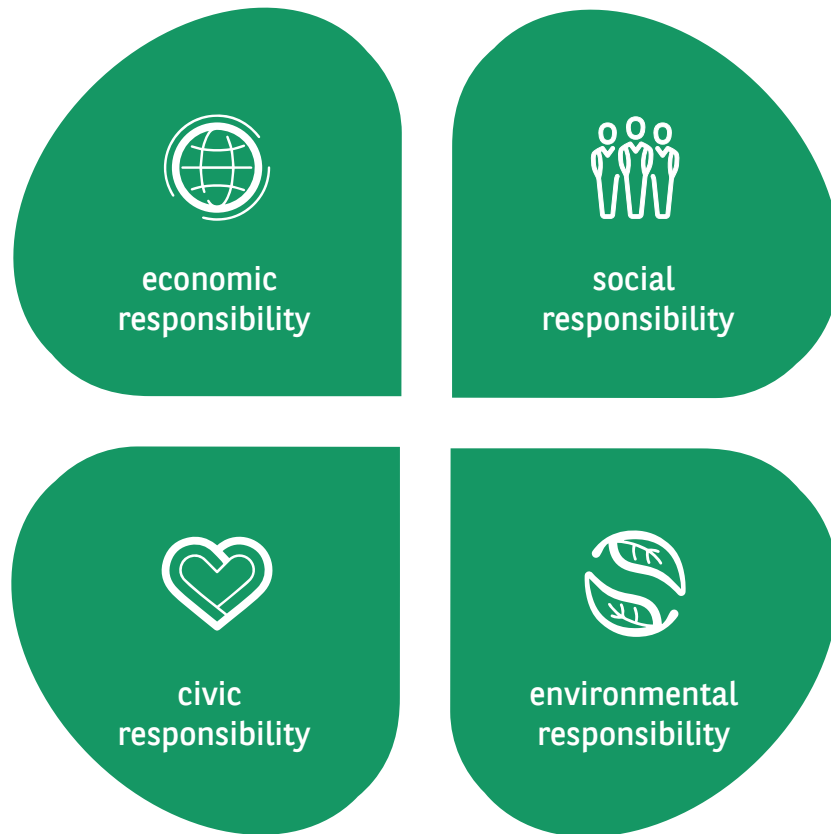 economic
responsibility
social
responsibility
civic
responsibility
environmental
responsibility